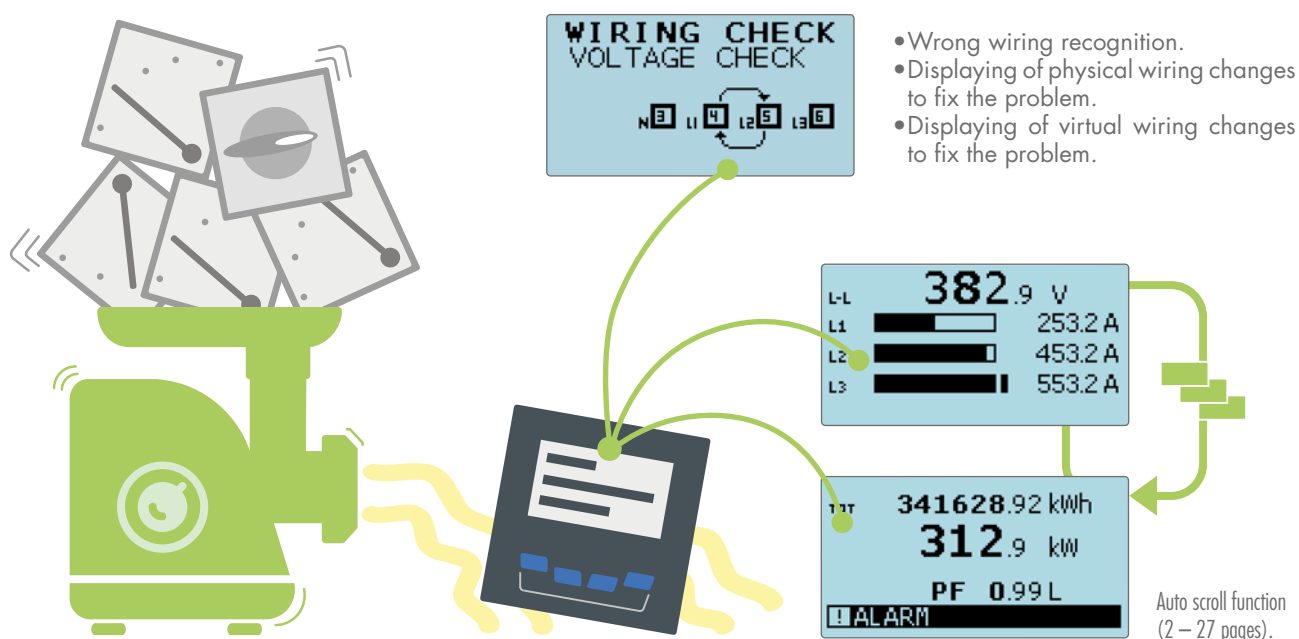 WIRING CHECK
VOLTAGE CHECK
N 3 L1 4 L2 5 L3 6
•Wrong wiring recognition.
•Displaying of physical wiring changes
to fix the problem.
•Displaying of virtual wiring changes
to fix the problem.
L-L 382.9 V
L1 253.2 A
L2 453.2 A
L3 553.2 A
TOT 341628.92 kWh
312.9 kW
PF 0.99 L
! ALARM
Auto scroll function
(2 – 27 pages).